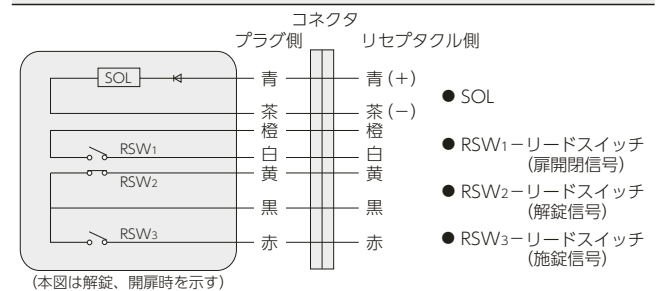 コネクタ
プラグ側 リセプタクル側
SOL 青 青(+)
茶 茶(−)
橙 橙
RSW1 白 白
黄 黄
RSW2
黒 黒
RSW3 赤 赤
(本図は解錠、開扉時を示す)
● SOL
● RSW1−リードスイッチ
(扉開閉信号)
● RSW2−リードスイッチ
(解錠信号)
● RSW3−リードスイッチ
(施錠信号)